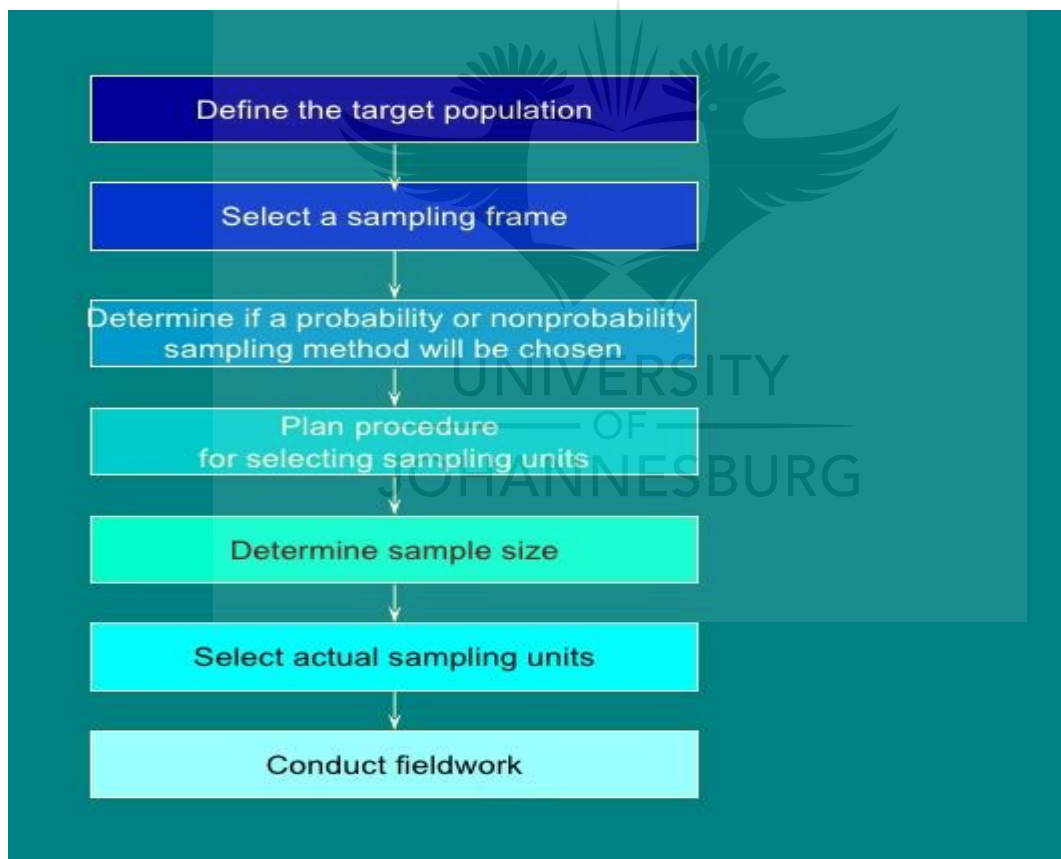 Define the target population
Select a sampling frame
Determine if a probability or nonprobability
sampling method will be chosen
UNIVERSITY
Plan procedure
OF
for selecting sampling units
JOHANNESBURG
Determine sample size
Select actual sampling units
Conduct fieldwork